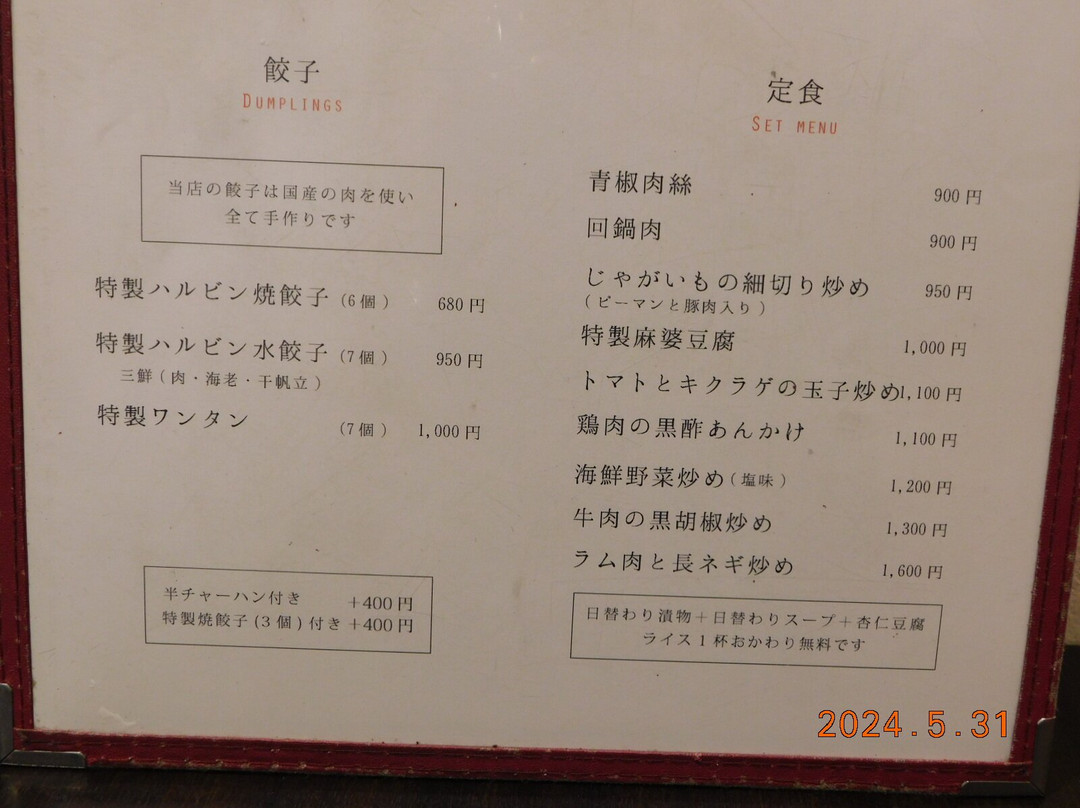 餃子
DUMPLINGS
当店の餃子は国産の肉を使い
全て手作りです
特製ハルビン焼餃子（6個） 680円
特製ハルビン水餃子（7個） 950円
三鮮（肉・海老・干帆立）
特製ワンタン （7個） 1,000円
半チャーハン付き ＋400円
特製焼餃子(3個)付き＋400円
定食
SET MENU
青椒肉絲 900円
回鍋肉 900円
じゃがいもの細切り炒め 950円
（ピーマンと豚肉入り）
特製麻婆豆腐 1,000円
トマトとキクラゲの玉子炒め1,100円
鶏肉の黒酢あんかけ 1,100円
海鮮野菜炒め（塩味） 1,200円
牛肉の黒胡椒炒め 1,300円
ラム肉と長ネギ炒め 1,600円
日替わり漬物＋日替わりスープ＋杏仁豆腐
ライス1杯おかわり無料です
2024.5.31